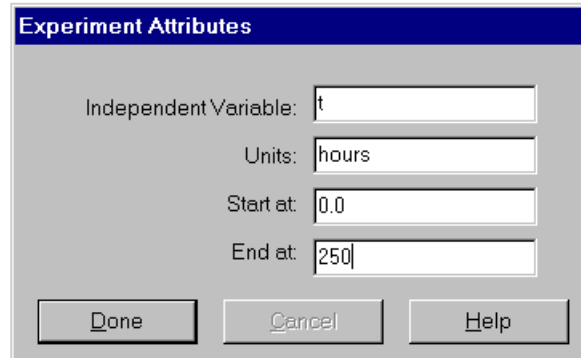 Experiment Attributes
Independent Variable: t
Units: hours
Start at: 0.0
End at: 250
Done Cancel Help